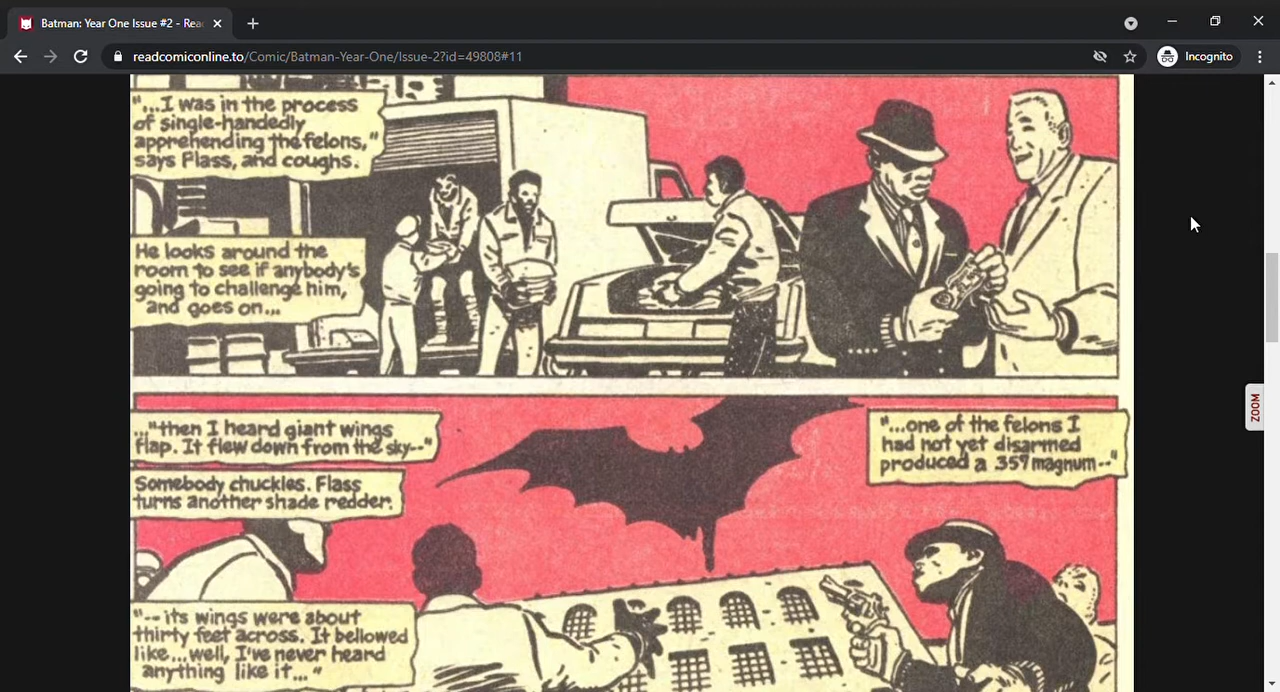 Batman: Year One Issue #2 - Rea
readcomiconline.to/Comic/Batman-Year-One/Issue-2?id=49808#11
Incognito
"...I was in the process
of single-handedly
apprehending the felons,"
says Flass, and coughs.
He looks around the
room to see if anybody's
going to challenge him,
and goes on...
..."then I heard giant wings
flap. It flew down from the sky--"
Somebody chuckles. Flass
turns another shade redder.
"...one of the felons I
had not yet disarmed
produced a .357 magnum--"
"--its wings were about
thirty feet across. It bellowed
like...well, I've never heard
anything like it..."
ZOOM